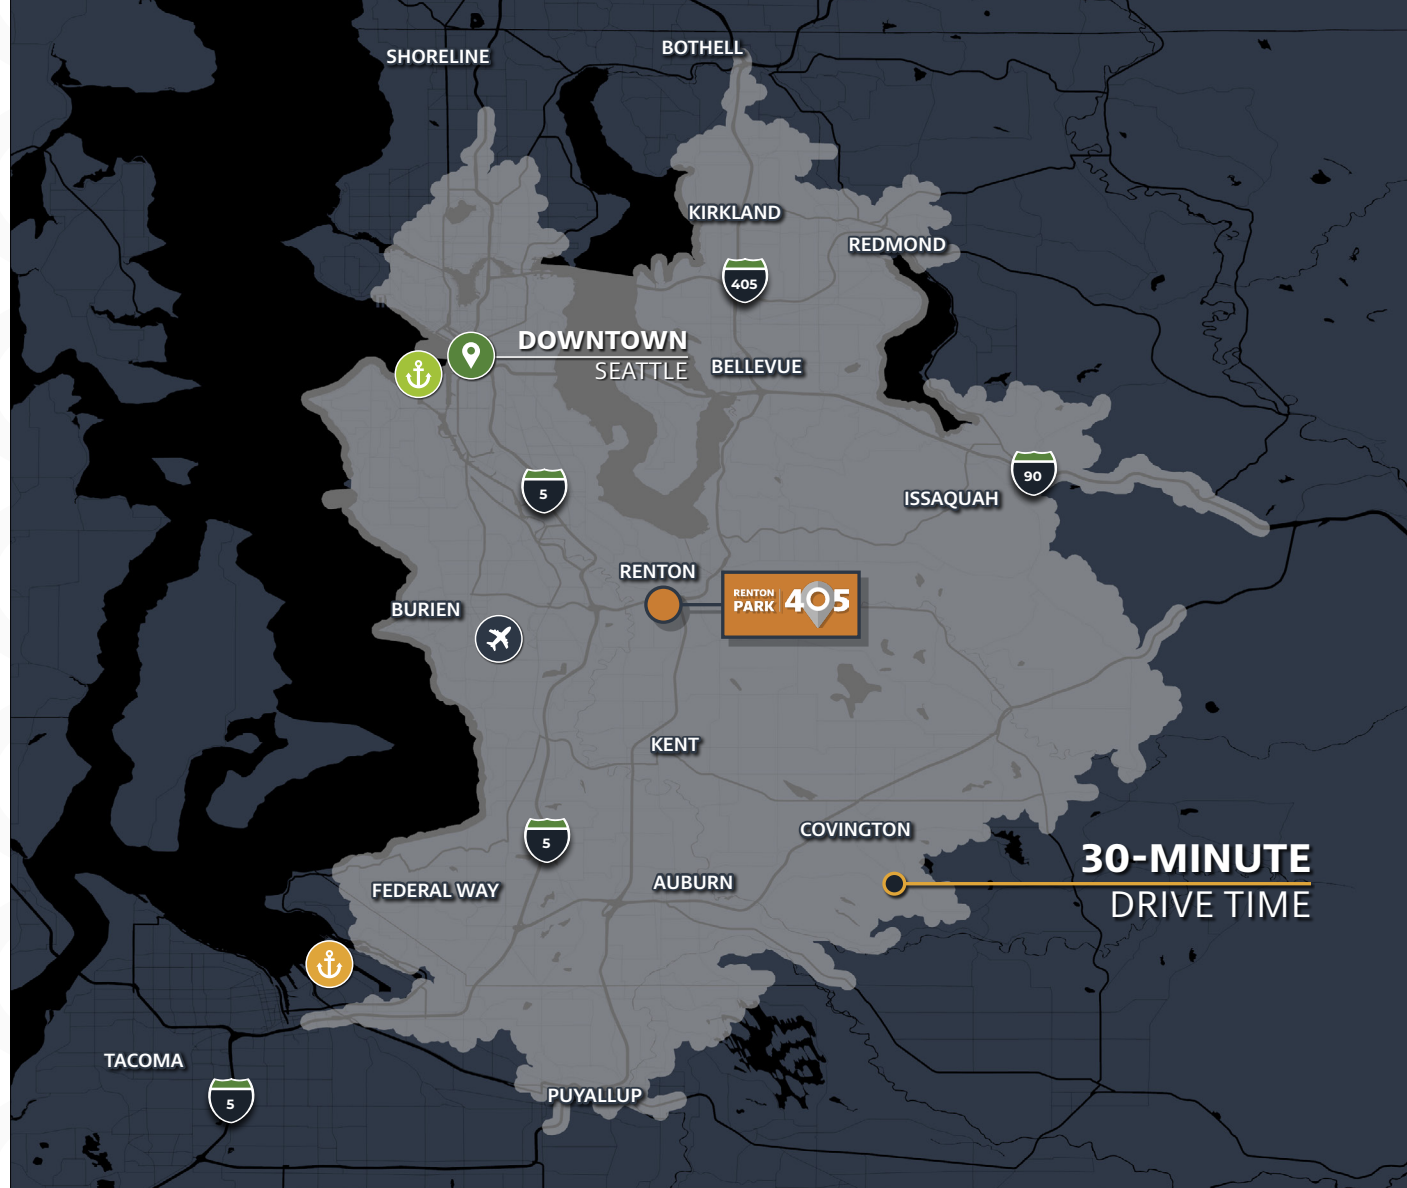 SHORELINE
BOTHELL
KIRKLAND
REDMOND
405
DOWNTOWN
SEATTLE
BELLEVUE
90
5
ISSAQUAH
RENTON
RENTON
PARK
405
BURIEN
KENT
5
COVINGTON
30-MINUTE
DRIVE TIME
FEDERAL WAY
AUBURN
TACOMA
5
PUYALLUP